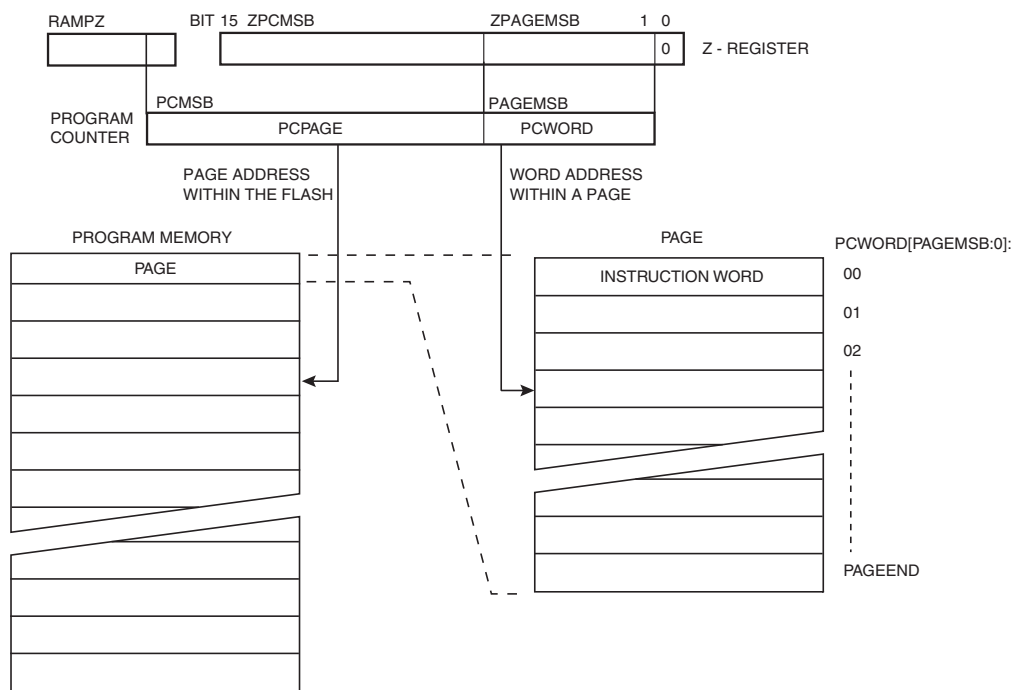 RAMPZ
BIT 15 ZPCMSB ZPAGEMSB 1 0
0 Z - REGISTER
PCMSB PAGEMSB
PROGRAM
COUNTER
PCPAGE PCWORD
PAGE ADDRESS
WITHIN THE FLASH
WORD ADDRESS
WITHIN A PAGE
PROGRAM MEMORY
PAGE
PAGE
PCWORD[PAGEMSB:0]:
INSTRUCTION WORD
00
01
02
PAGEEND